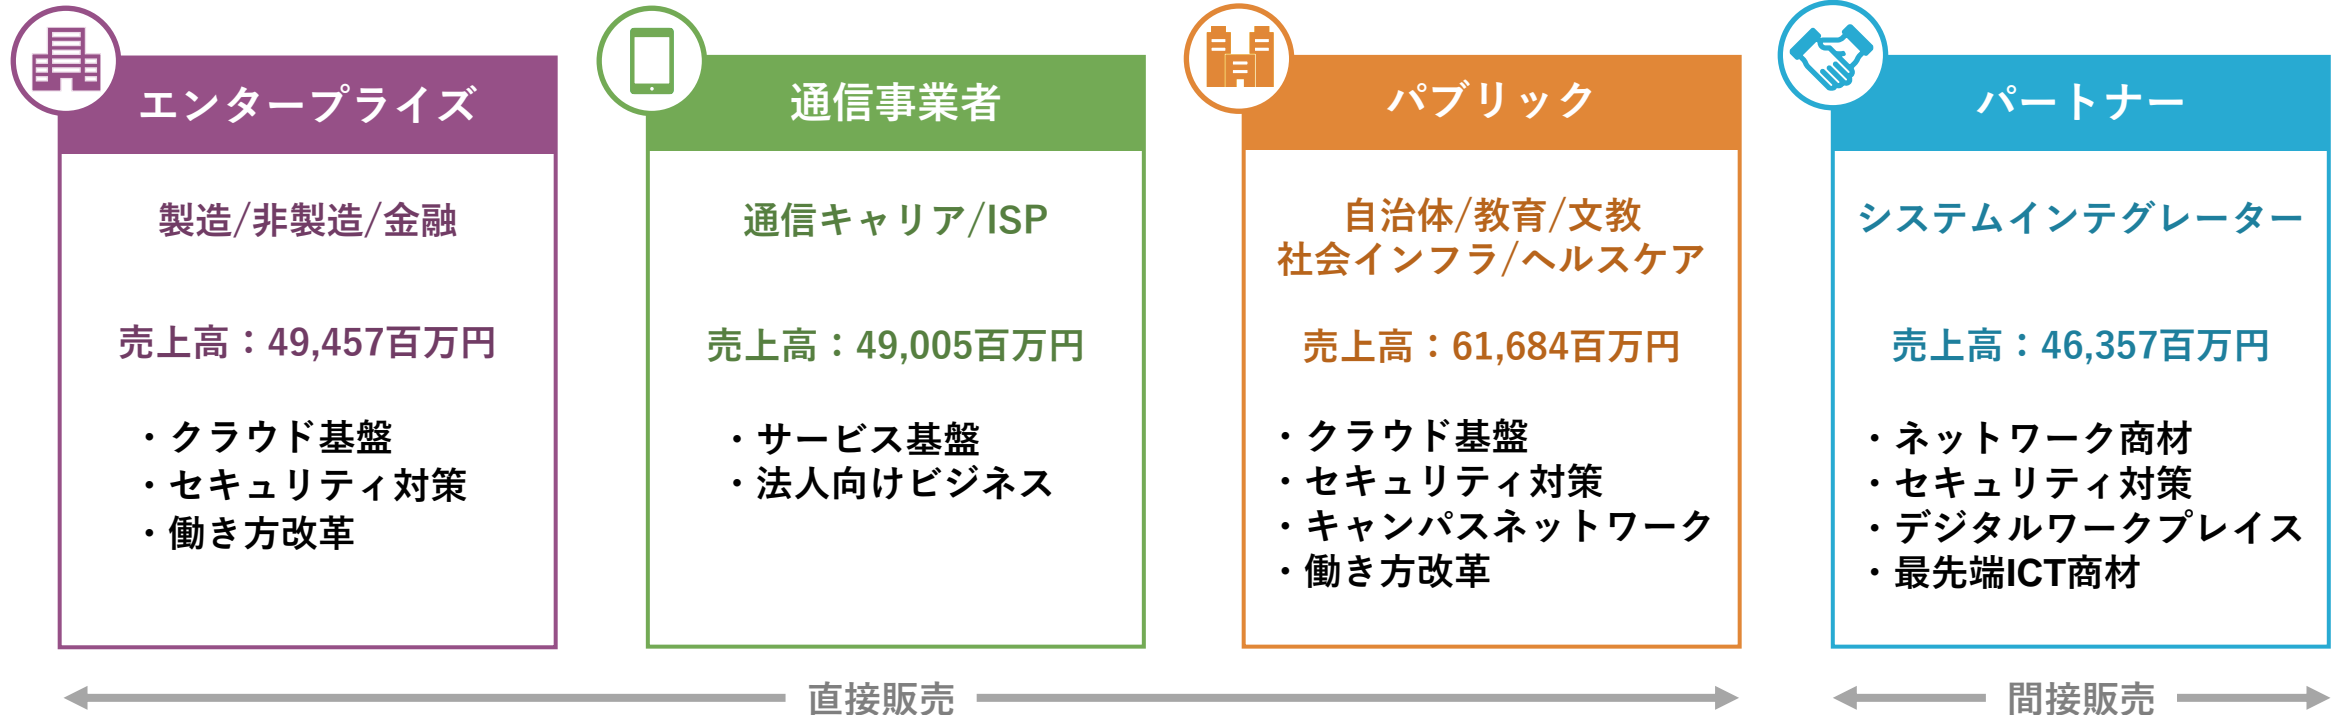 エンタープライズ
製造/非製造/金融
売上高：49,457百万円
・クラウド基盤
・セキュリティ対策
・働き方改革
通信事業者
通信キャリア/ISP
売上高：49,005百万円
・サービス基盤
・法人向けビジネス
パブリック
自治体/教育/文教
社会インフラ/ヘルスケア
売上高：61,684百万円
・クラウド基盤
・セキュリティ対策
・キャンパスネットワーク
・働き方改革
パートナー
システムインテグレーター
売上高：46,357百万円
・ネットワーク商材
・セキュリティ対策
・デジタルワークプレイス
・最先端ICT商材
直接販売
間接販売